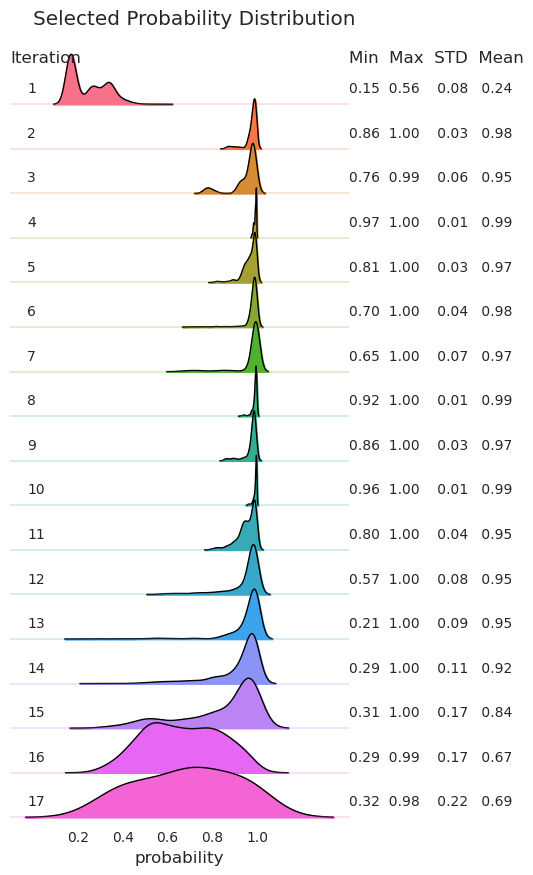 Selected Probability Distribution
Iteration Min Max STD Mean
1 0.15 0.56 0.08 0.24
2 0.86 1.00 0.03 0.98
3 0.76 0.99 0.06 0.95
4 0.97 1.00 0.01 0.99
5 0.81 1.00 0.03 0.97
6 0.70 1.00 0.04 0.98
7 0.65 1.00 0.07 0.97
8 0.92 1.00 0.01 0.99
9 0.86 1.00 0.03 0.97
10 0.96 1.00 0.01 0.99
11 0.80 1.00 0.04 0.95
12 0.57 1.00 0.08 0.95
13 0.21 1.00 0.09 0.95
14 0.29 1.00 0.11 0.92
15 0.31 1.00 0.17 0.84
16 0.29 0.99 0.17 0.67
17 0.32 0.98 0.22 0.69
0.2 0.4 0.6 0.8 1.0
probability